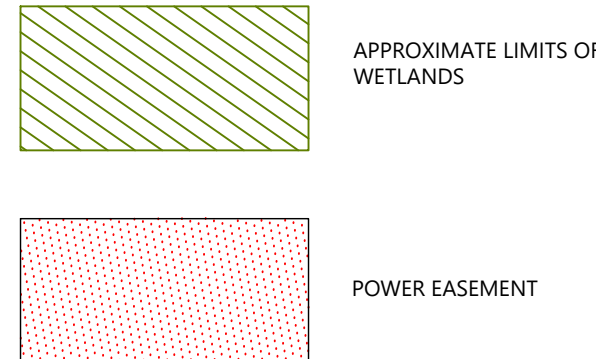 APPROXIMATE LIMITS OF
WETLANDS
POWER EASEMENT